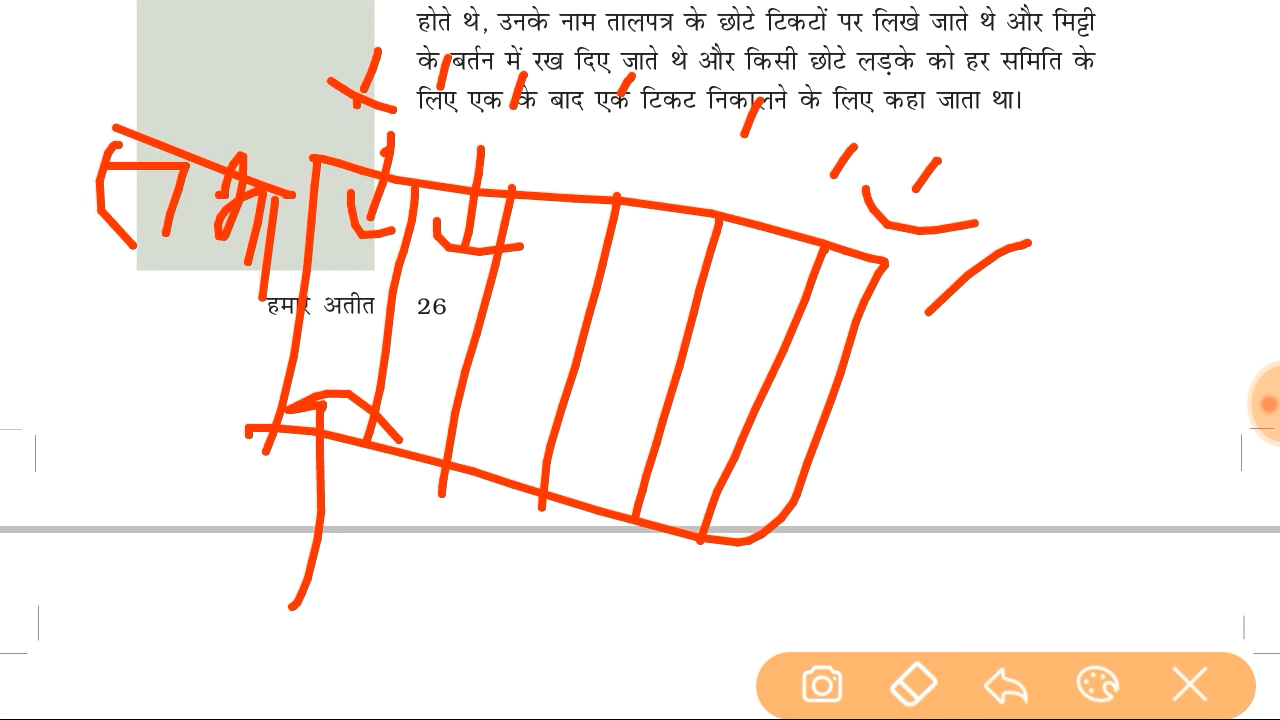 होते थे, उनके नाम तालपत्र के छोटे टिकटों पर लिखे जाते थे और मिट्टी
के बर्तन में रख दिए जाते थे और किसी छोटे लड़के को हर समिति के
लिए एक के बाद एक टिकट निकालने के लिए कहा जाता था।
हमारे अतीत 26